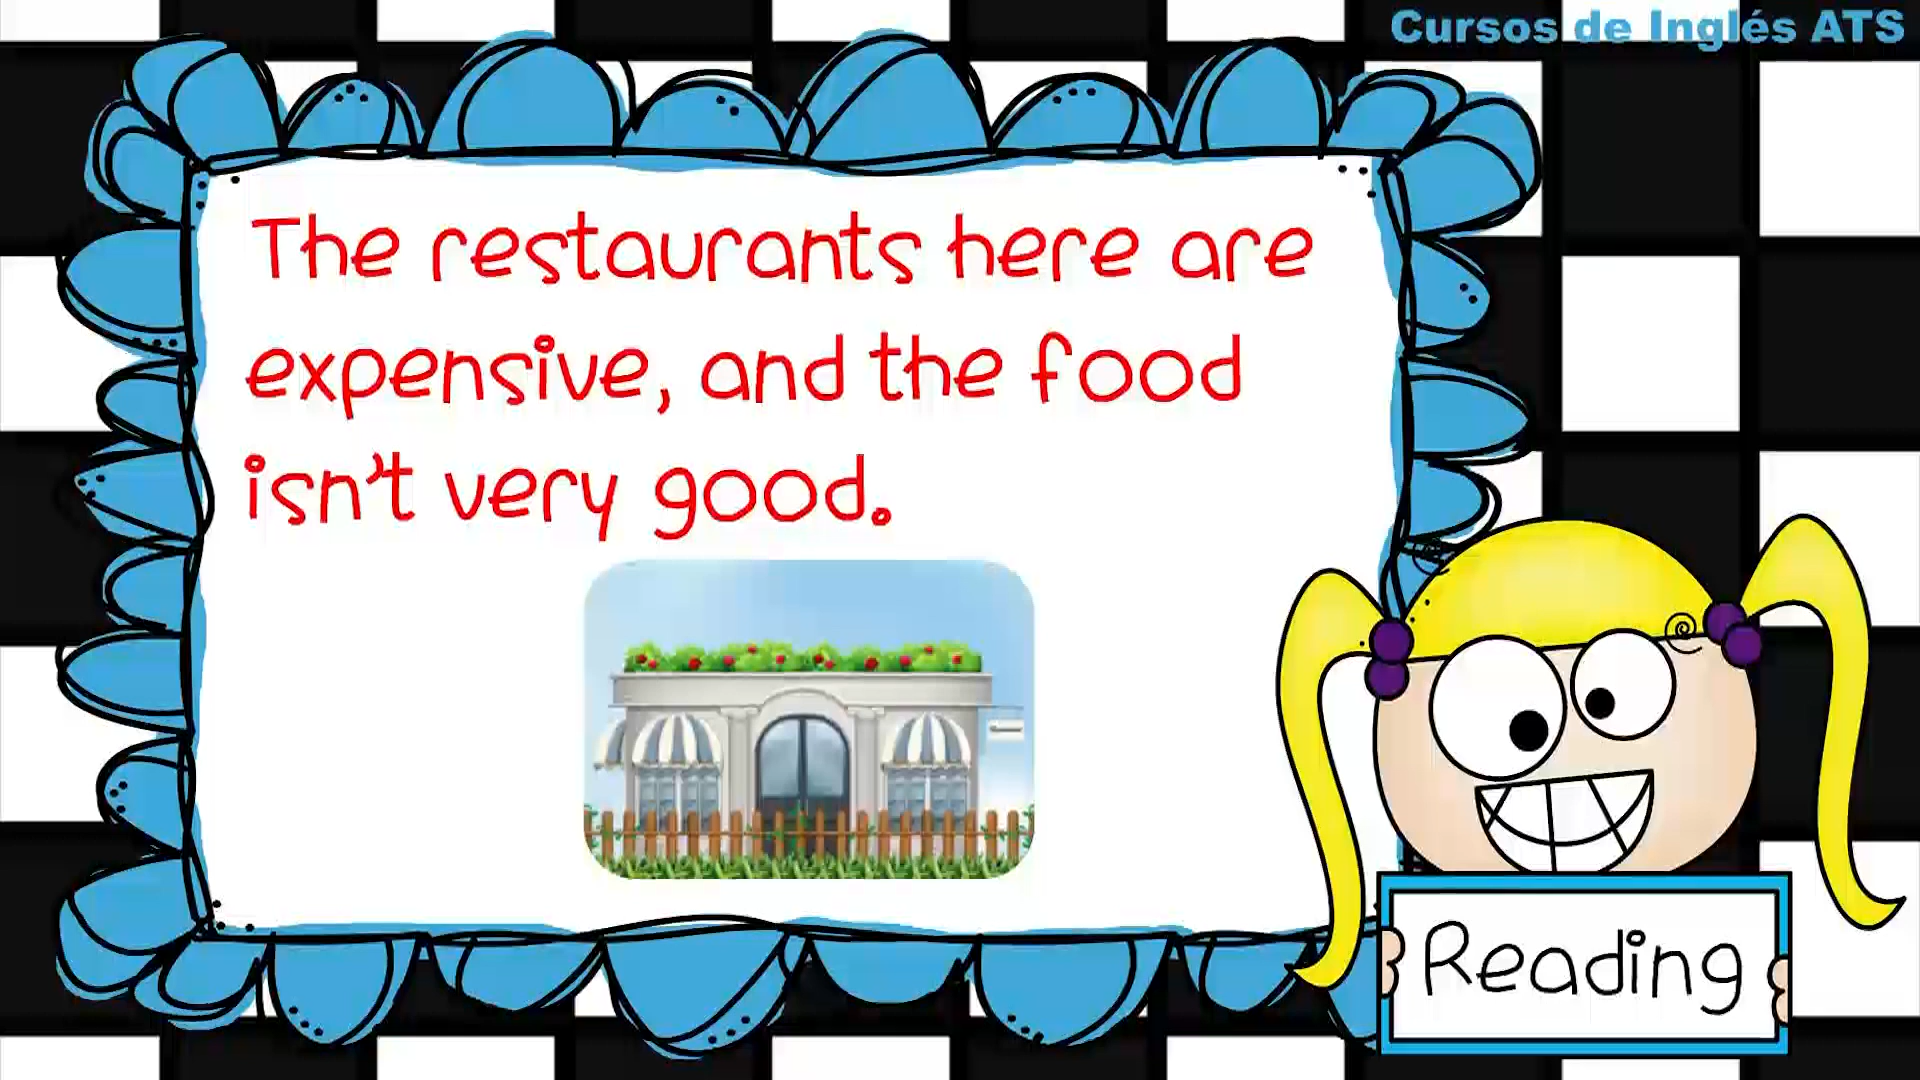 Cursos de Inglés ATS
The restaurants here are
expensive, and the food
isn't very good.
Reading